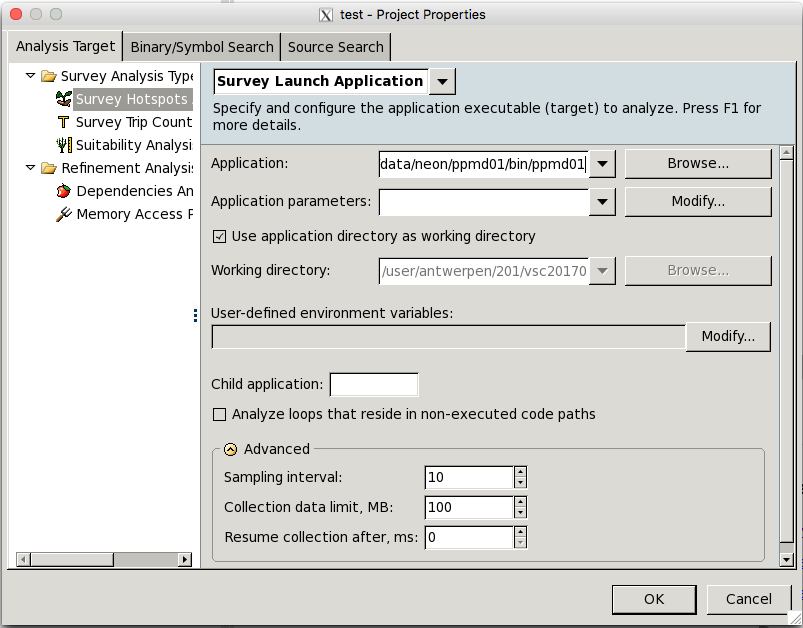 test - Project Properties
Analysis Target Binary/Symbol Search Source Search
Survey Analysis Type
Survey Hotspots
Survey Trip Count
Suitability Analysis
Refinement Analysis
Dependencies An
Memory Access P
Survey Launch Application
Specify and configure the application executable (target) to analyze. Press F1 for
more details.
Application: data/neon/ppmd01/bin/ppmd01 Browse...
Application parameters: Modify...
Use application directory as working directory
Working directory: /user/antwerpen/201/vsc20170 Browse...
User-defined environment variables:
Modify...
Child application:
Analyze loops that reside in non-executed code paths
Advanced
Sampling interval: 10
Collection data limit, MB: 100
Resume collection after, ms: 0
OK Cancel